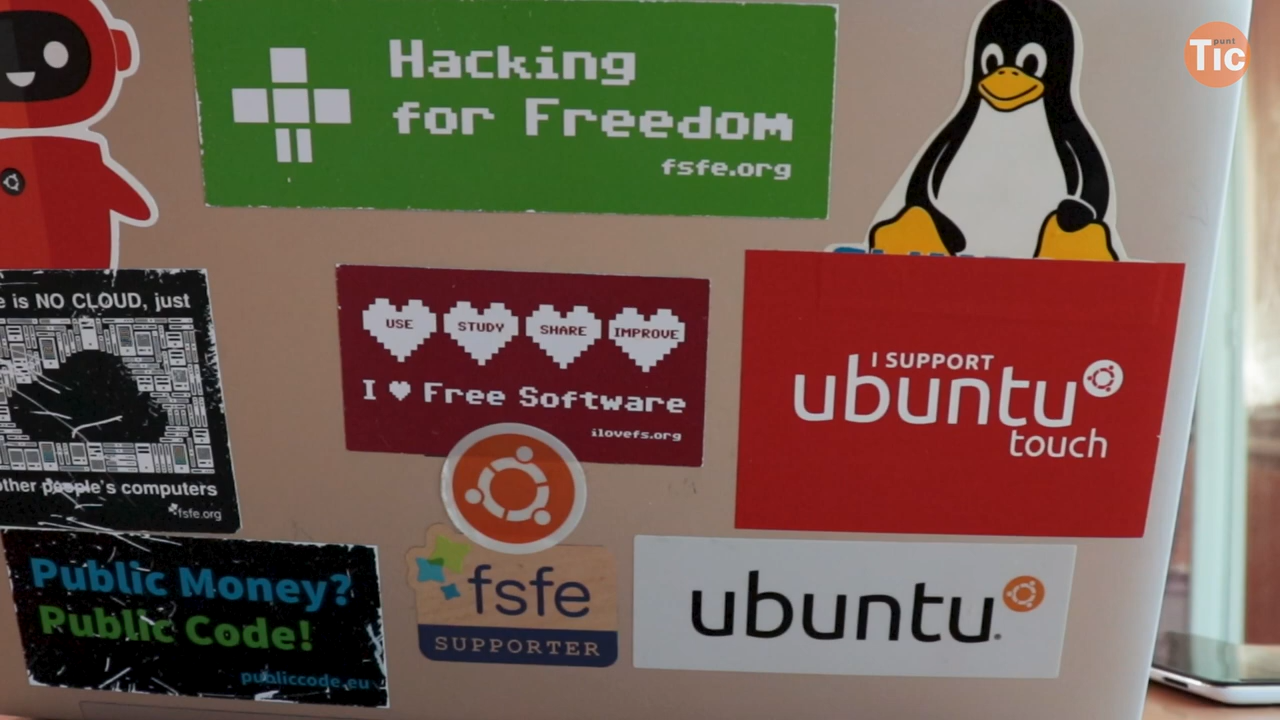 Hacking
for Freedom
fsfe.org
punt
Tic
is NO CLOUD, just
other people's computers
fsfe.org
USE
STUDY
SHARE
IMPROVE
I ♥ Free Software
ilovefs.org
I SUPPORT
ubuntu
touch
Public Money?
Public Code!
publiccode.eu
fsfe
SUPPORTER
ubuntu